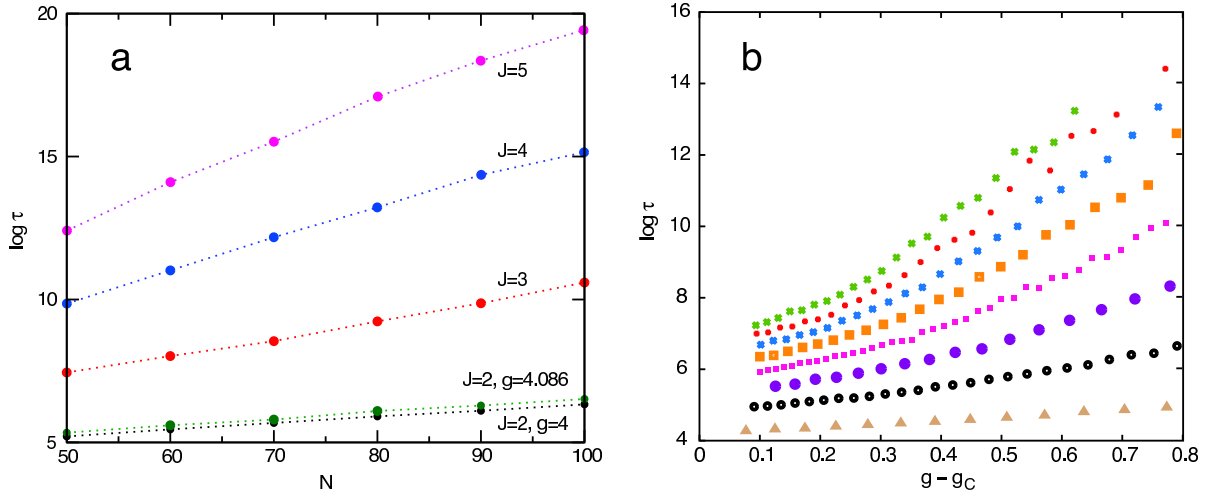 a
20
15
10
5
log τ
J=5
J=4
J=3
J=2, g=4.086
J=2, g=4
50 60 70 80 90 100
N
b
16
14
12
10
8
6
4
log τ
0 0.1 0.2 0.3 0.4 0.5 0.6 0.7 0.8
g – g_C